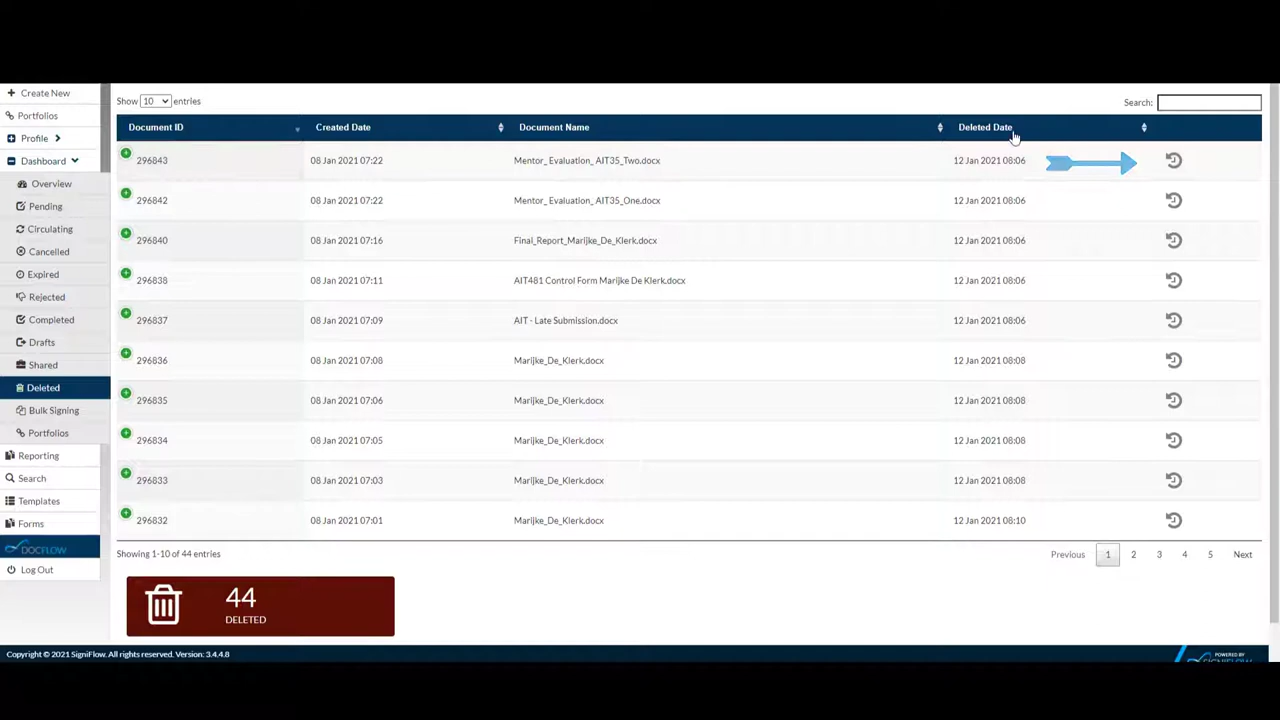 Create New
Portfolios
Profile
Dashboard
Overview
Pending
Circulating
Cancelled
Expired
Rejected
Completed
Drafts
Shared
Deleted
Bulk Signing
Portfolios
Reporting
Search
Templates
Forms
DOCFLOW
Log Out
Show 10 entries
Search:
Document ID Created Date Document Name Deleted Date
296843 08 Jan 2021 07:22 Mentor_Evaluation_ AIT35_Two.docx 12 Jan 2021 08:06
296842 08 Jan 2021 07:22 Mentor_ Evaluation_ AIT35_One.docx 12 Jan 2021 08:06
296840 08 Jan 2021 07:16 Final_Report_Marijke_De_Klerk.docx 12 Jan 2021 08:06
296838 08 Jan 2021 07:11 AIT481 Control Form Marijke De Klerk.docx 12 Jan 2021 08:06
296837 08 Jan 2021 07:09 AIT - Late Submission.docx 12 Jan 2021 08:06
296836 08 Jan 2021 07:08 Marijke_De_Klerk.docx 12 Jan 2021 08:08
296835 08 Jan 2021 07:06 Marijke_De_Klerk.docx 12 Jan 2021 08:08
296834 08 Jan 2021 07:05 Marijke_De_Klerk.docx 12 Jan 2021 08:08
296833 08 Jan 2021 07:03 Marijke_De_Klerk.docx 12 Jan 2021 08:08
296832 08 Jan 2021 07:01 Marijke_De_Klerk.docx 12 Jan 2021 08:10
Showing 1-10 of 44 entries
Previous 1 2 3 4 5 Next
44
DELETED
Copyright © 2021 SigniFlow. All rights reserved. Version: 3.4.4.8
POWERED BY
SIGNIFLOW